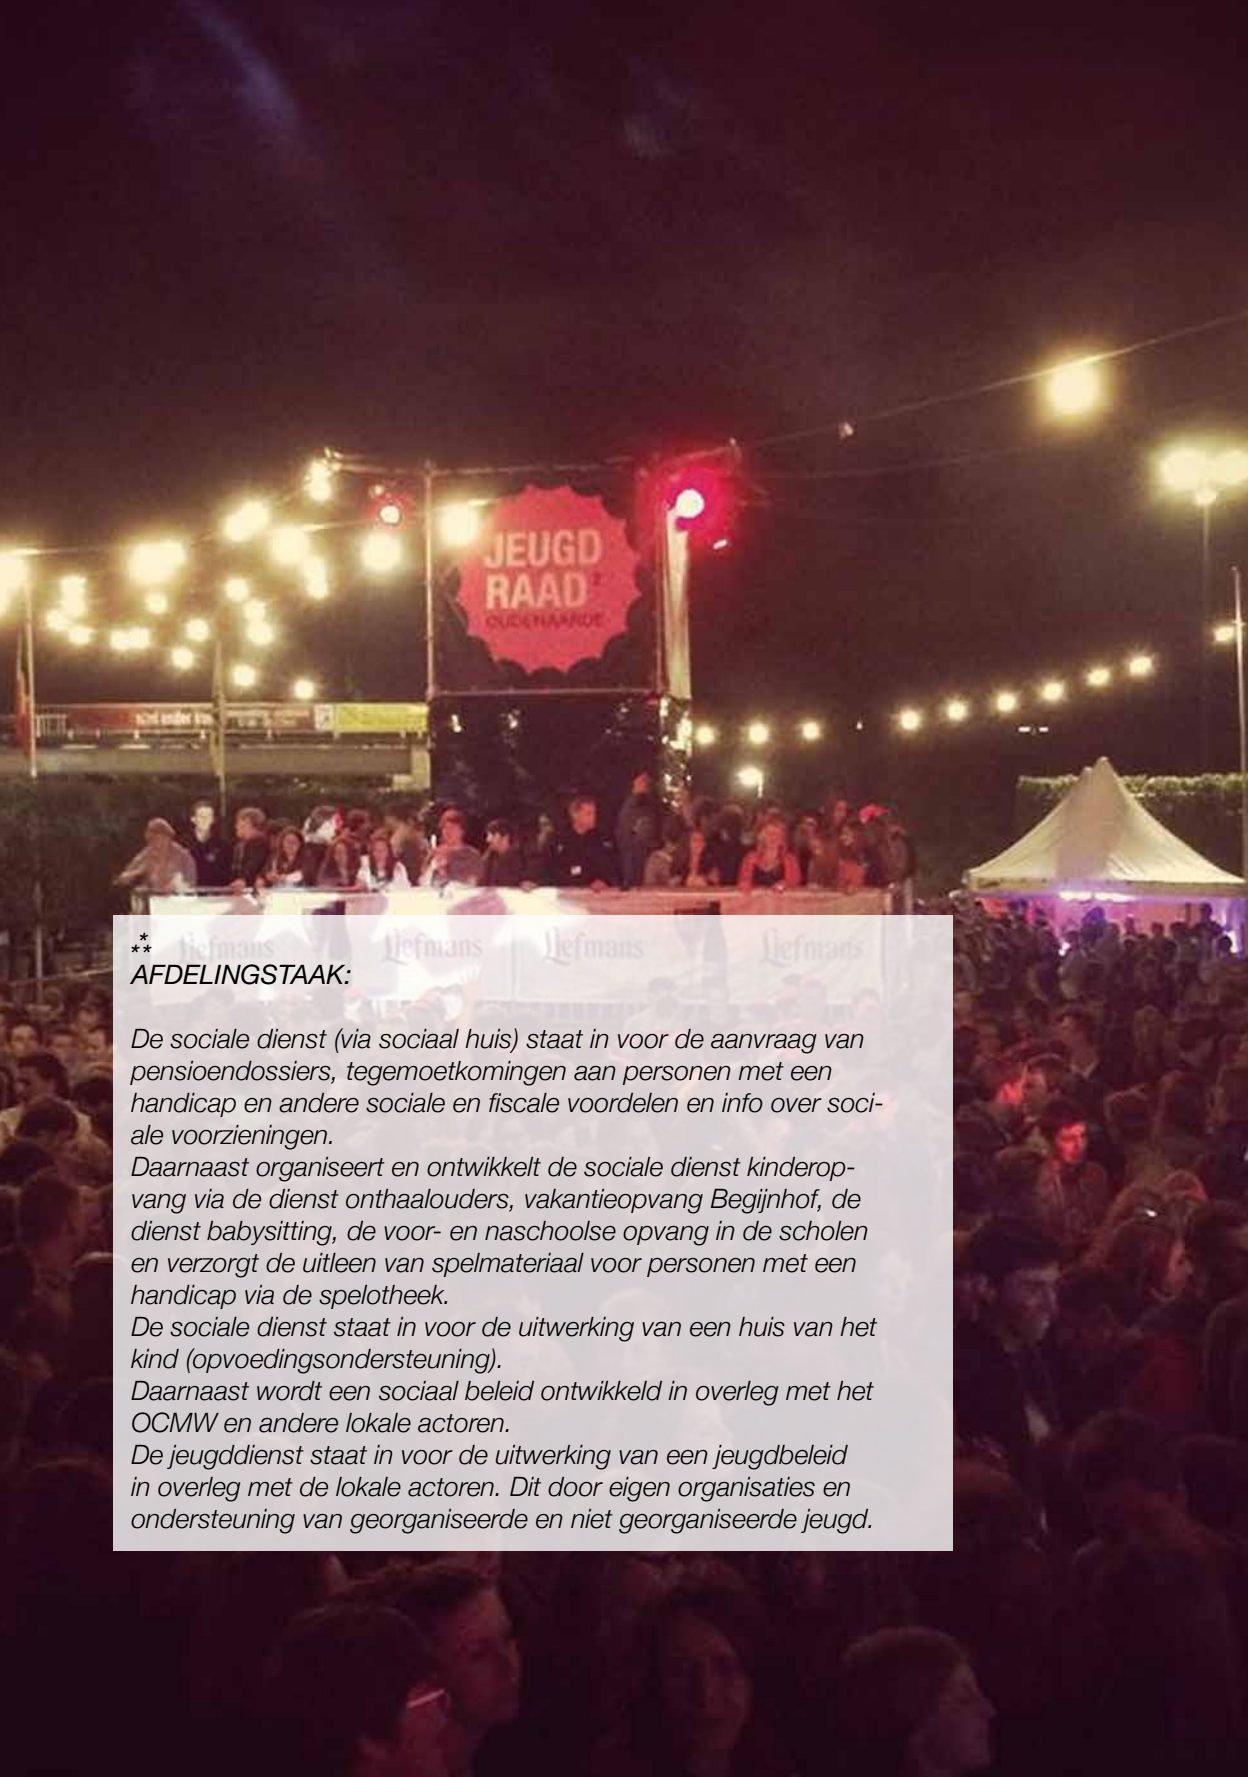 JEUGD
RAAD²
OUDENAARDE
Liefmans Liefmans Liefmans Liefmans
***
AFDELINGSTAAK:
De sociale dienst (via sociaal huis) staat in voor de aanvraag van
pensioendossiers, tegemoetkomingen aan personen met een
handicap en andere sociale en fiscale voordelen en info over soci-
ale voorzieningen.
Daarnaast organiseert en ontwikkelt de sociale dienst kinderop-
vang via de dienst onthaalouders, vakantieopvang Begijnhof, de
dienst babysitting, de voor- en naschoolse opvang in de scholen
en verzorgt de uitleen van spelmateriaal voor personen met een
handicap via de spelotheek.
De sociale dienst staat in voor de uitwerking van een huis van het
kind (opvoedingsondersteuning).
Daarnaast wordt een sociaal beleid ontwikkeld in overleg met het
OCMW en andere lokale actoren.
De jeugddienst staat in voor de uitwerking van een jeugdbeleid
in overleg met de lokale actoren. Dit door eigen organisaties en
ondersteuning van georganiseerde en niet georganiseerde jeugd.